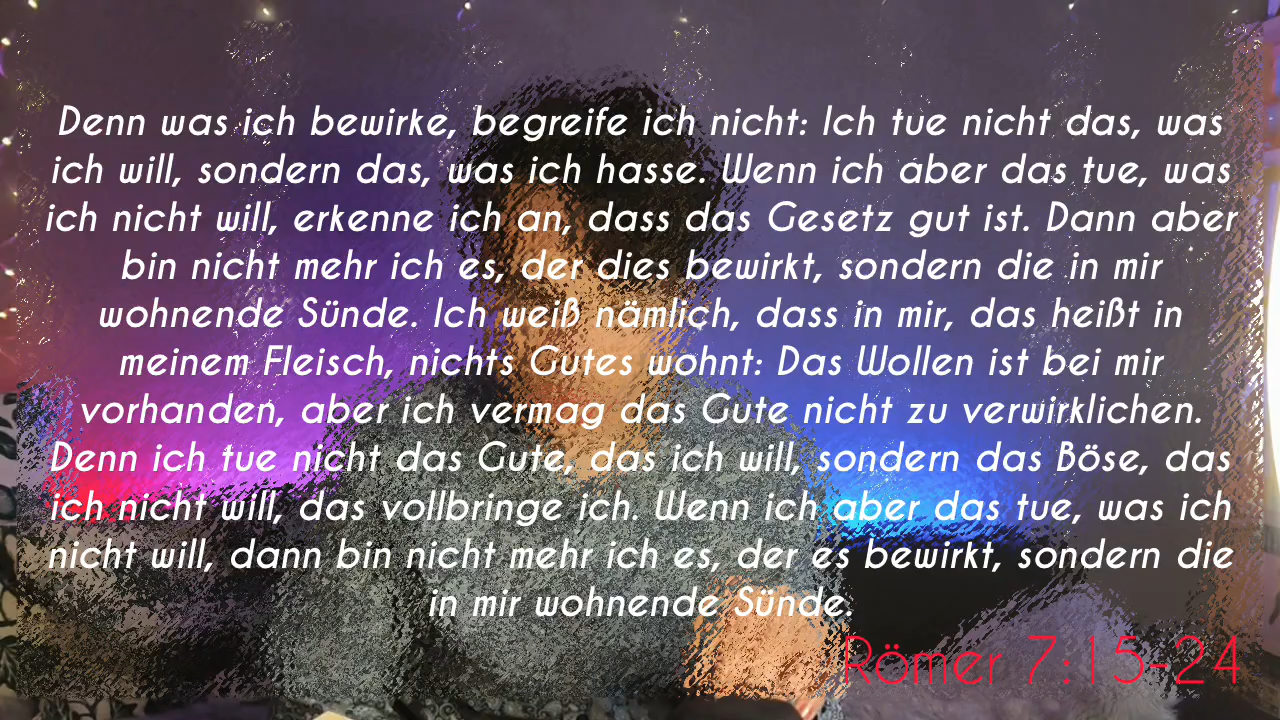 Denn was ich bewirke, begreife ich nicht: Ich tue nicht das, was
ich will, sondern das, was ich hasse. Wenn ich aber das tue, was
ich nicht will, erkenne ich an, dass das Gesetz gut ist. Dann aber
bin nicht mehr ich es, der dies bewirkt, sondern die in mir
wohnende Sünde. Ich weiß nämlich, dass in mir, das heißt in
meinem Fleisch, nichts Gutes wohnt: Das Wollen ist bei mir
vorhanden, aber ich vermag das Gute nicht zu verwirklichen.
Denn ich tue nicht das Gute, das ich will, sondern das Böse, das
ich nicht will, das vollbringe ich. Wenn ich aber das tue, was ich
nicht will, dann bin nicht mehr ich es, der es bewirkt, sondern die
in mir wohnende Sünde.
Römer 7:15-24